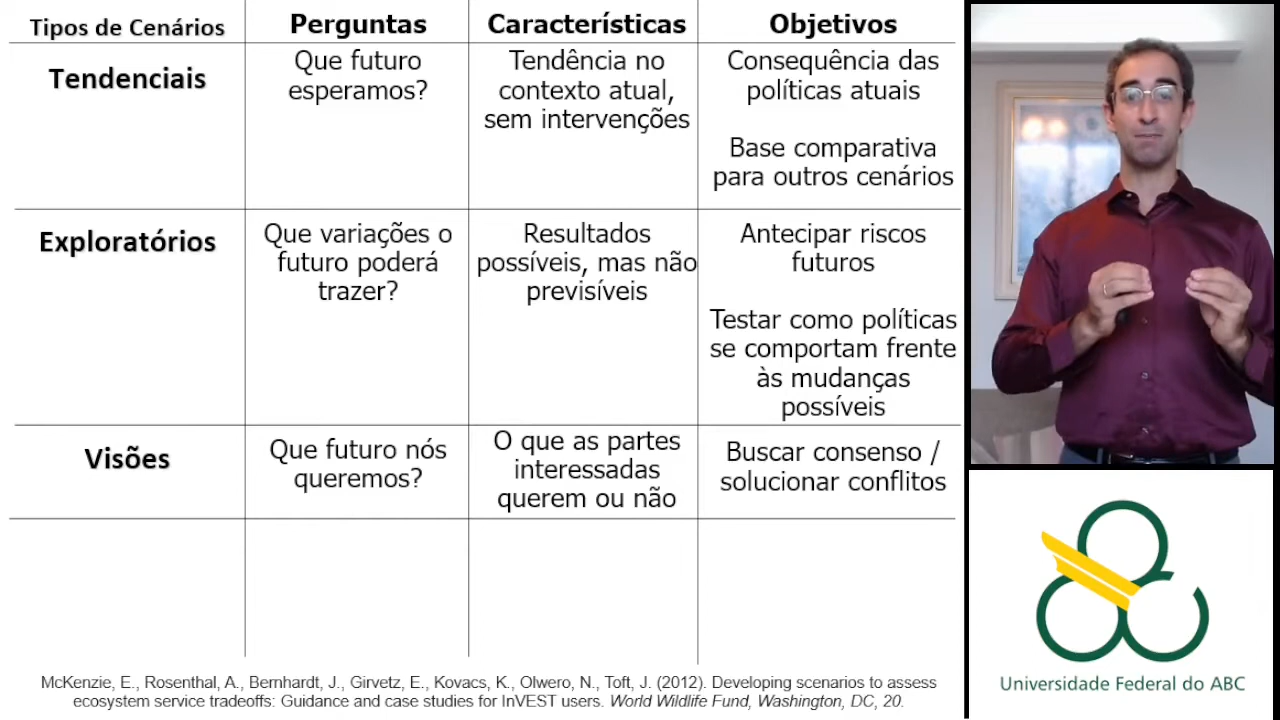 Tipos de Cenários
Perguntas
Características
Objetivos
Tendenciais
Que futuro
esperamos?
Tendência no
contexto atual,
sem intervenções
Consequência das
políticas atuais
Base comparativa
para outros cenários
Exploratórios
Que variações o
futuro poderá
trazer?
Resultados
possíveis, mas não
previsíveis
Antecipar riscos
futuros
Testar como políticas
se comportam frente
às mudanças
possíveis
Visões
Que futuro nós
queremos?
O que as partes
interessadas
querem ou não
Buscar consenso /
solucionar conflitos
McKenzie, E., Rosenthal, A., Bernhardt, J., Girvetz, E., Kovacs, K., Olwero, N., Toft, J. (2012). Developing scenarios to assess
ecosystem service tradeoffs: Guidance and case studies for InVEST users. World Wildlife Fund, Washington, DC, 20.
Universidade Federal do ABC